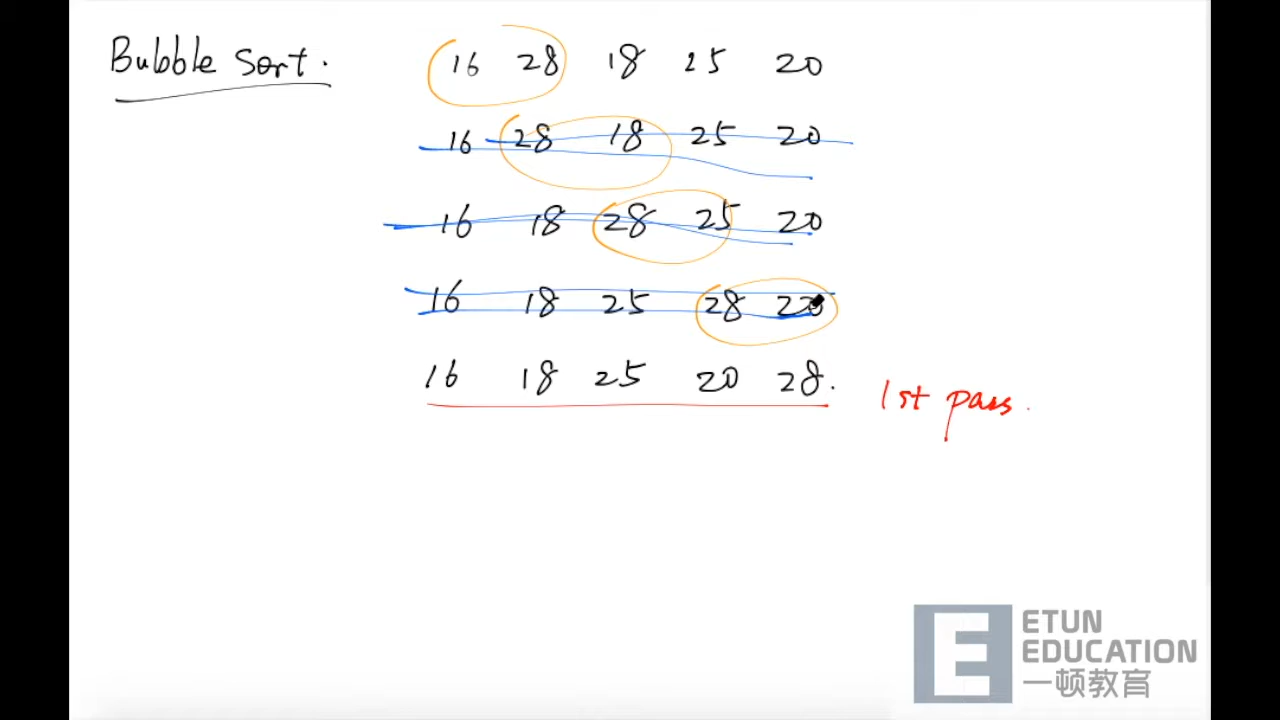 Bubble Sort. 16 28 18 25 20
16 28 18 25 20
16 18 28 25 20
16 18 25 28 20
16 18 25 20 28.
1st pass.
ETUN
EDUCATION
一顿教育